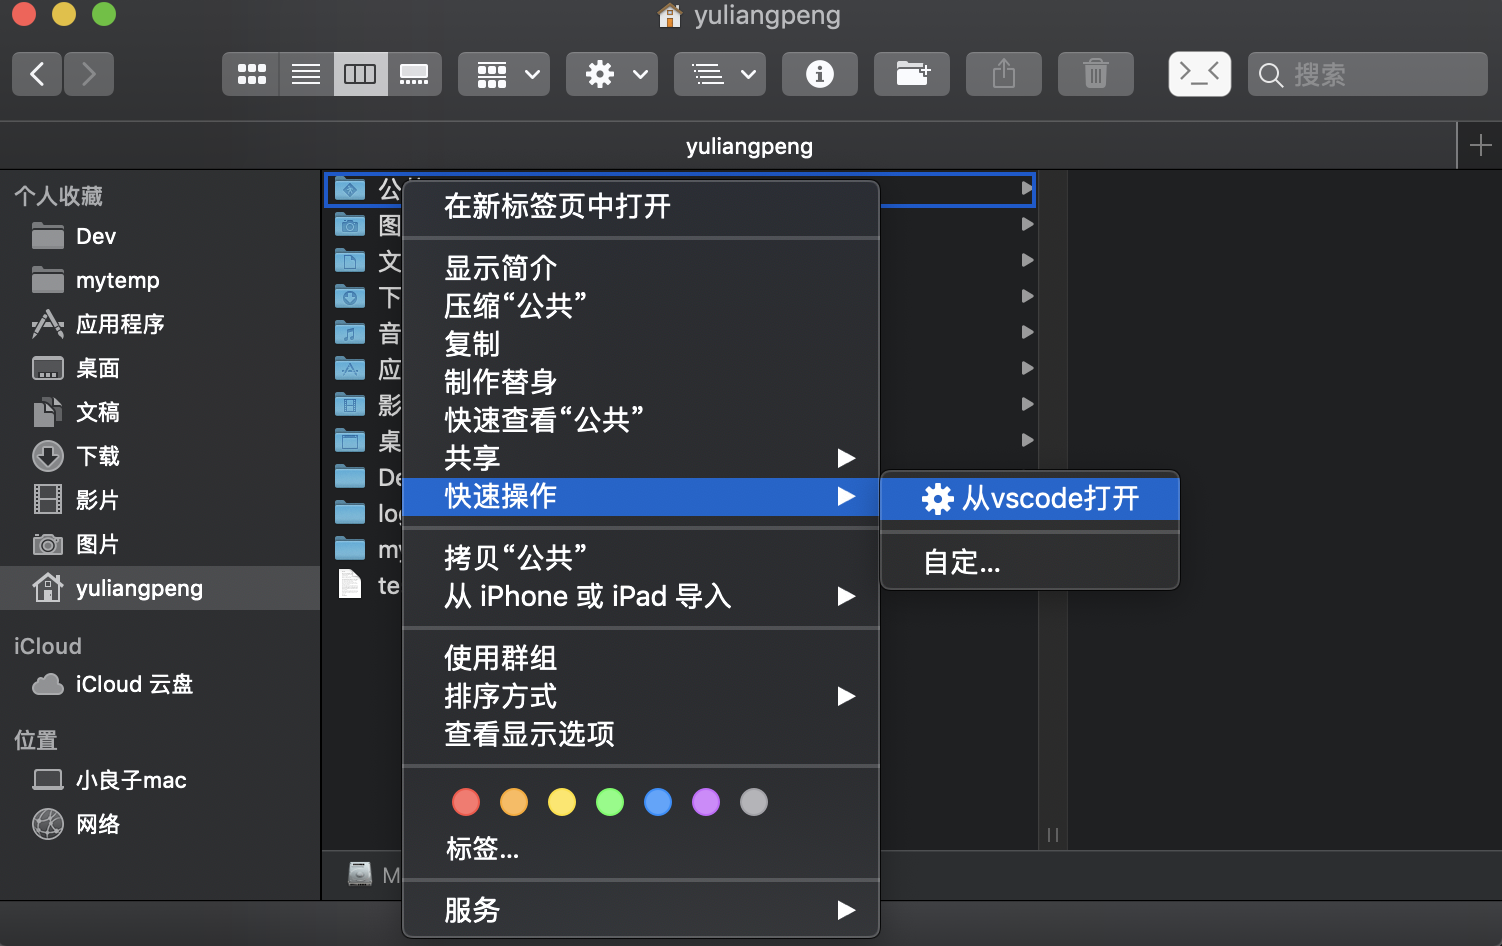 yuliangpeng
搜索
yuliangpeng
个人收藏
Dev
mytemp
应用程序
桌面
文稿
下载
影片
图片
yuliangpeng
iCloud
iCloud 云盘
位置
小良子mac
网络
公
图
文
下
音
应
影
桌
De
log
my
te
M
在新标签页中打开
显示简介
压缩“公共”
复制
制作替身
快速查看“公共”
共享
快速操作
拷贝“公共”
从 iPhone 或 iPad 导入
使用群组
排序方式
查看显示选项
标签...
服务
从vscode打开
自定...